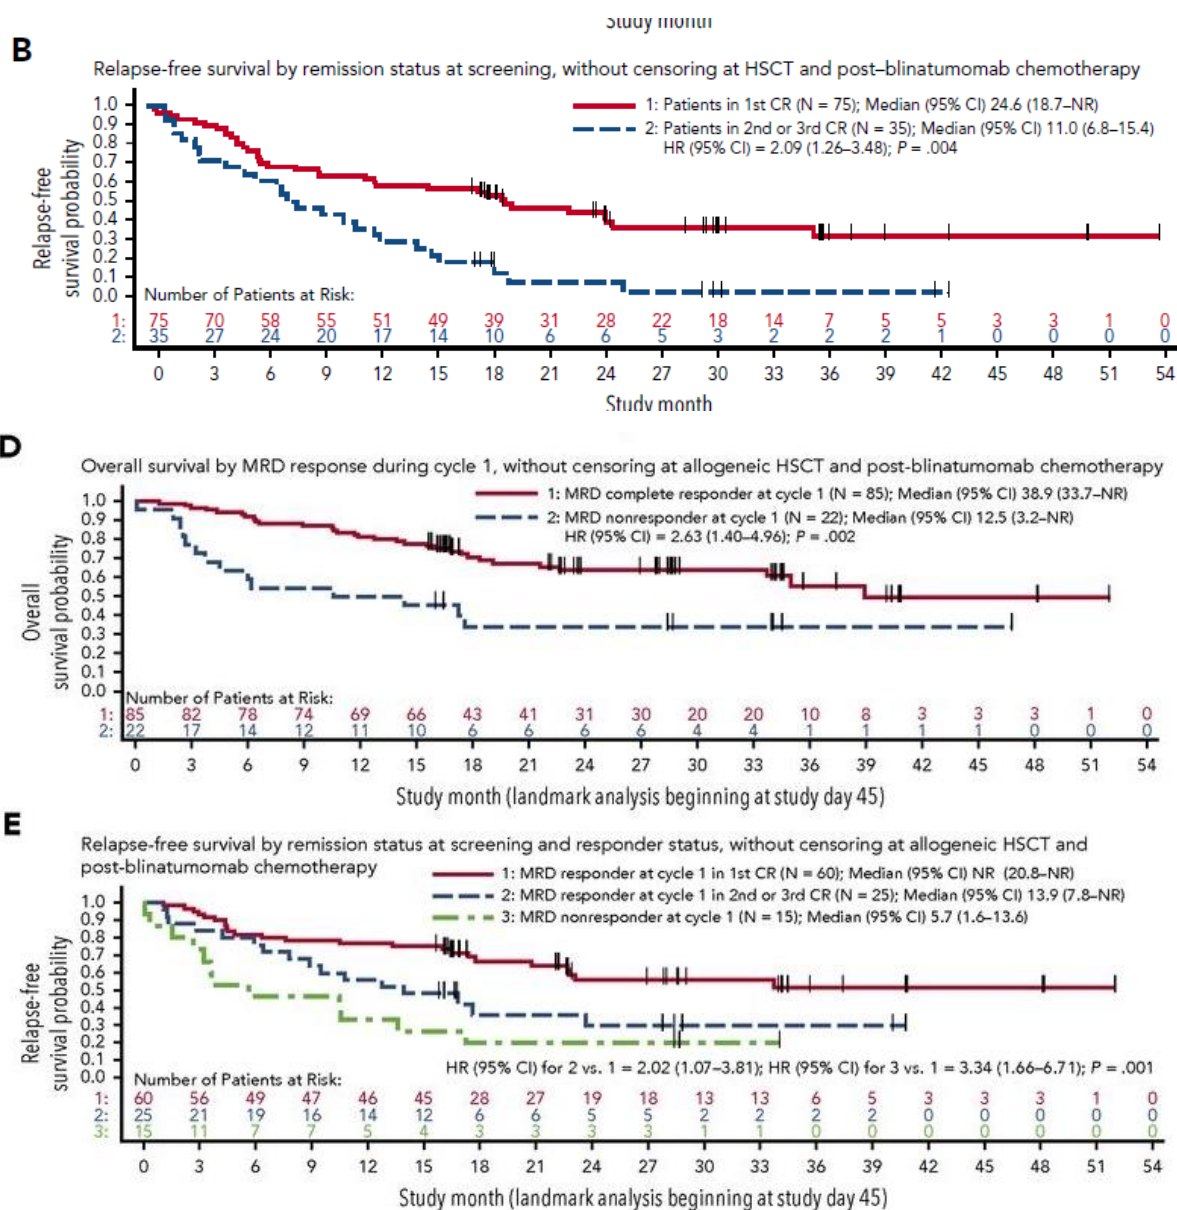 Study month
B
Relapse-free survival by remission status at screening, without censoring at HSCT and post–blinatumomab chemotherapy
1: Patients in 1st CR (N = 75); Median (95% CI) 24.6 (18.7–NR)
2: Patients in 2nd or 3rd CR (N = 35); Median (95% CI) 11.0 (6.8–15.4)
HR (95% CI) = 2.09 (1.26–3.48); P = .004
Relapse-free
survival probability
1.0
0.9
0.8
0.7
0.6
0.5
0.4
0.3
0.2
0.1
0.0
Number of Patients at Risk:
1: 75 70 58 55 51 49 39 31 28 22 18 14 7 5 5 3 3 1 0
2: 35 27 24 20 17 14 10 6 6 5 3 2 2 2 1 0 0 0 0
0 3 6 9 12 15 18 21 24 27 30 33 36 39 42 45 48 51 54
Study month
D
Overall survival by MRD response during cycle 1, without censoring at allogeneic HSCT and post-blinatumomab chemotherapy
1: MRD complete responder at cycle 1 (N = 85); Median (95% CI) 38.9 (33.7–NR)
2: MRD nonresponder at cycle 1 (N = 22); Median (95% CI) 12.5 (3.2–NR)
HR (95% CI) = 2.63 (1.40–4.96); P = .002
Overall
survival probability
1.0
0.9
0.8
0.7
0.6
0.5
0.4
0.3
0.2
0.1
0.0
Number of Patients at Risk:
1: 85 82 78 74 69 66 43 41 31 30 20 20 10 8 3 3 3 1 0
2: 22 17 14 12 11 10 6 6 6 6 4 4 1 1 1 1 0 0 0
0 3 6 9 12 15 18 21 24 27 30 33 36 39 42 45 48 51 54
Study month (landmark analysis beginning at study day 45)
E
Relapse-free survival by remission status at screening and responder status, without censoring at allogeneic HSCT and
post-blinatumomab chemotherapy
1: MRD responder at cycle 1 in 1st CR (N = 60); Median (95% CI) NR (20.8–NR)
2: MRD responder at cycle 1 in 2nd or 3rd CR (N = 25); Median (95% CI) 13.9 (7.8–NR)
3: MRD nonresponder at cycle 1 (N = 15); Median (95% CI) 5.7 (1.6–13.6)
Relapse-free
survival probability
1.0
0.9
0.8
0.7
0.6
0.5
0.4
0.3
0.2
0.1
0.0
HR (95% CI) for 2 vs. 1 = 2.02 (1.07–3.81); HR (95% CI) for 3 vs. 1 = 3.34 (1.66–6.71); P = .001
Number of Patients at Risk:
1: 60 56 49 47 46 45 28 27 19 18 13 13 6 5 3 3 3 1 0
2: 25 21 19 16 14 12 6 6 5 5 2 2 2 2 0 0 0 0 0
3: 15 11 7 7 5 4 3 3 3 3 1 1 0 0 0 0 0 0 0
0 3 6 9 12 15 18 21 24 27 30 33 36 39 42 45 48 51 54
Study month (landmark analysis beginning at study day 45)